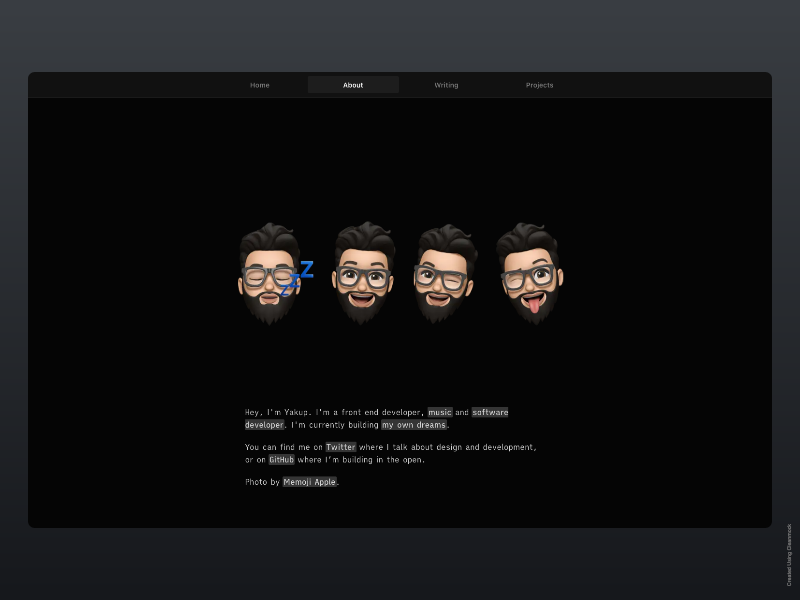 Home About Writing Projects
zZZ
Hey, I'm Yakup. I'm a front end developer, music and software
developer. I'm currently building my own dreams.
You can find me on Twitter where I talk about design and development,
or on GitHub where I'm building in the open.
Photo by Memoji Apple.
Created Using Cleanmock